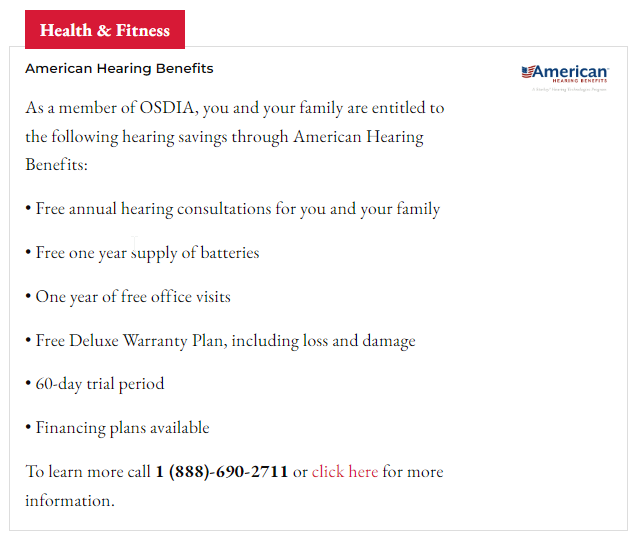 Health & Fitness
American Hearing Benefits
American
HEARING BENEFITS
As a member of OSDIA, you and your family are entitled to
the following hearing savings through American Hearing
Benefits:
• Free annual hearing consultations for you and your family
• Free one year supply of batteries
• One year of free office visits
• Free Deluxe Warranty Plan, including loss and damage
• 60-day trial period
• Financing plans available
To learn more call 1 (888)-690-2711 or click here for more
information.